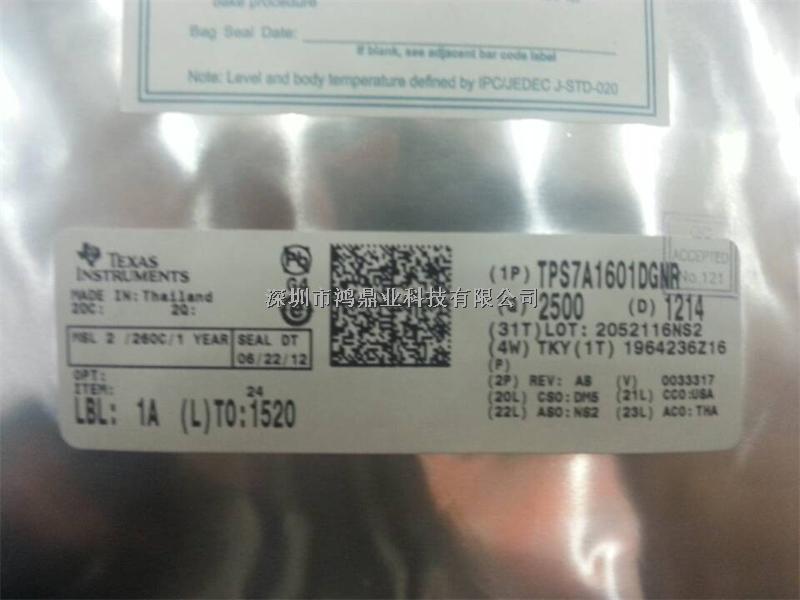 bake procedure
Bag Seal Date:
If blank, see adjacent bar code label
Note: Level and body temperature defined by IPC/JEDEC J-STD-020
QC
ACCEPTED
No.121
TEXAS
INSTRUMENTS
MADE IN: Thailand
20C: 20:
深圳市鸿鼎业科技有限公司
MSL 2 /260C/1 YEAR
SEAL DT
06/22/12
OPT:
ITEM: 24
LBL: 1A (L)TO:1520
(1P) TPS7A1601DGNR
(Q) 2500 (D) 1214
(31T)LOT: 2052116NS2
(4W) TKY(1T) 1964236Z16
(P)
(2P) REV: AB (V) 0033317
(20L) CSO:DM5 (21L) CCO:USA
(22L) ASO:NS2 (23L) ACO:THA